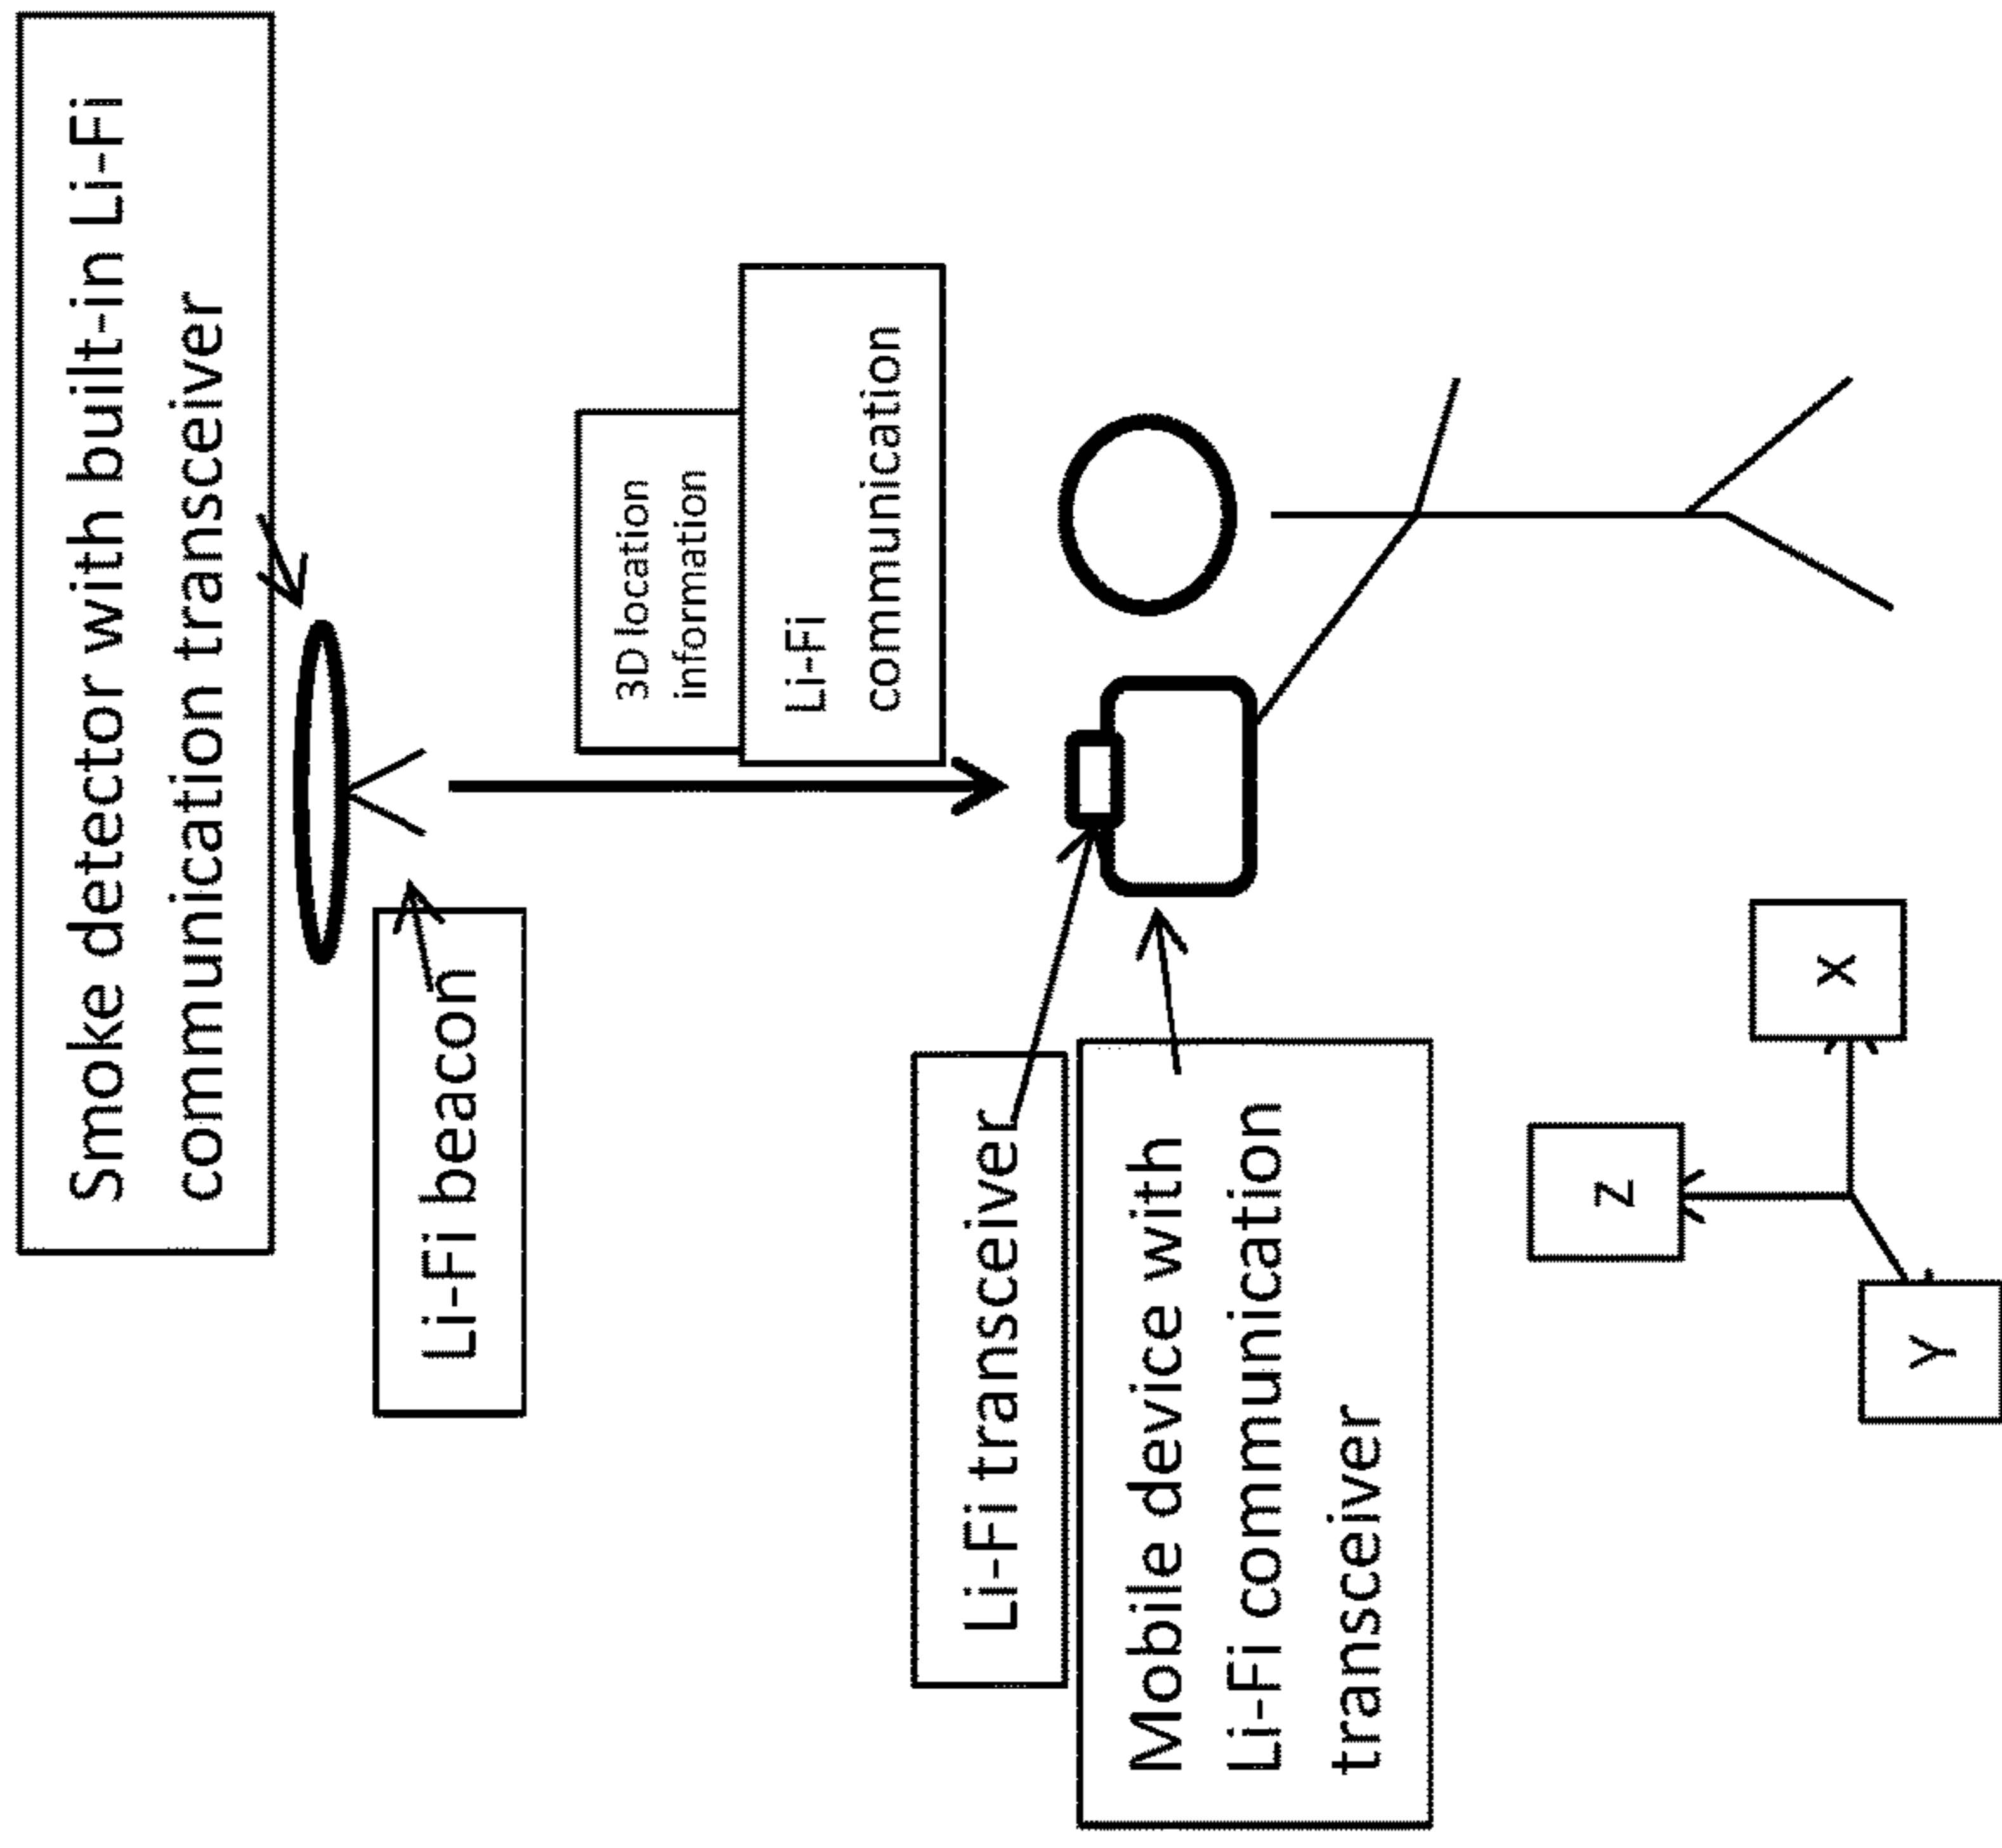 Smoke detector with built-in Li-Fi
communication transceiver
Li-Fi beacon
3D location
information
Li-Fi
communication
Li-Fi transceiver
Mobile device with
Li-Fi communication
transceiver
Z
X
Y